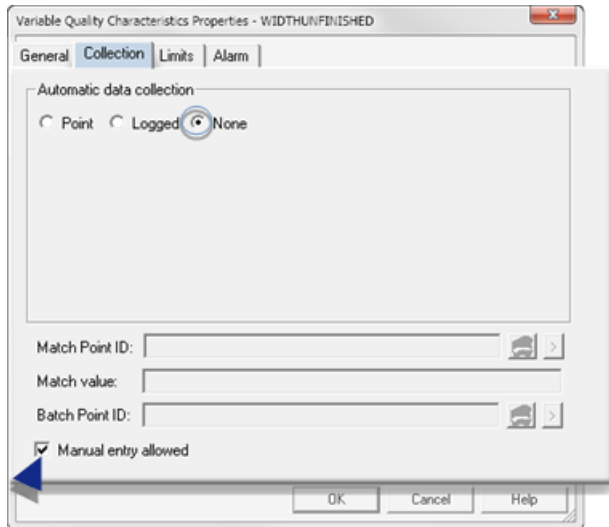 Variable Quality Characteristics Properties - WIDTHUNFINISHED
General Collection Limits Alarm
Automatic data collection
Point Logged None
Match Point ID:
Match value:
Batch Point ID:
Manual entry allowed
OK Cancel Help